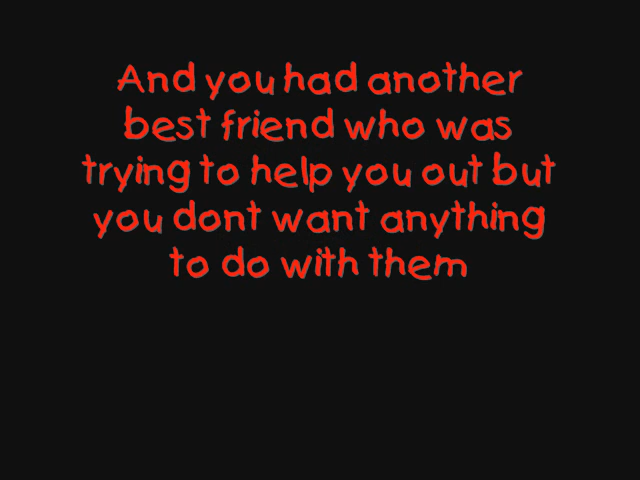 And you had another
best friend who was
trying to help you out but
you dont want anything
to do with them